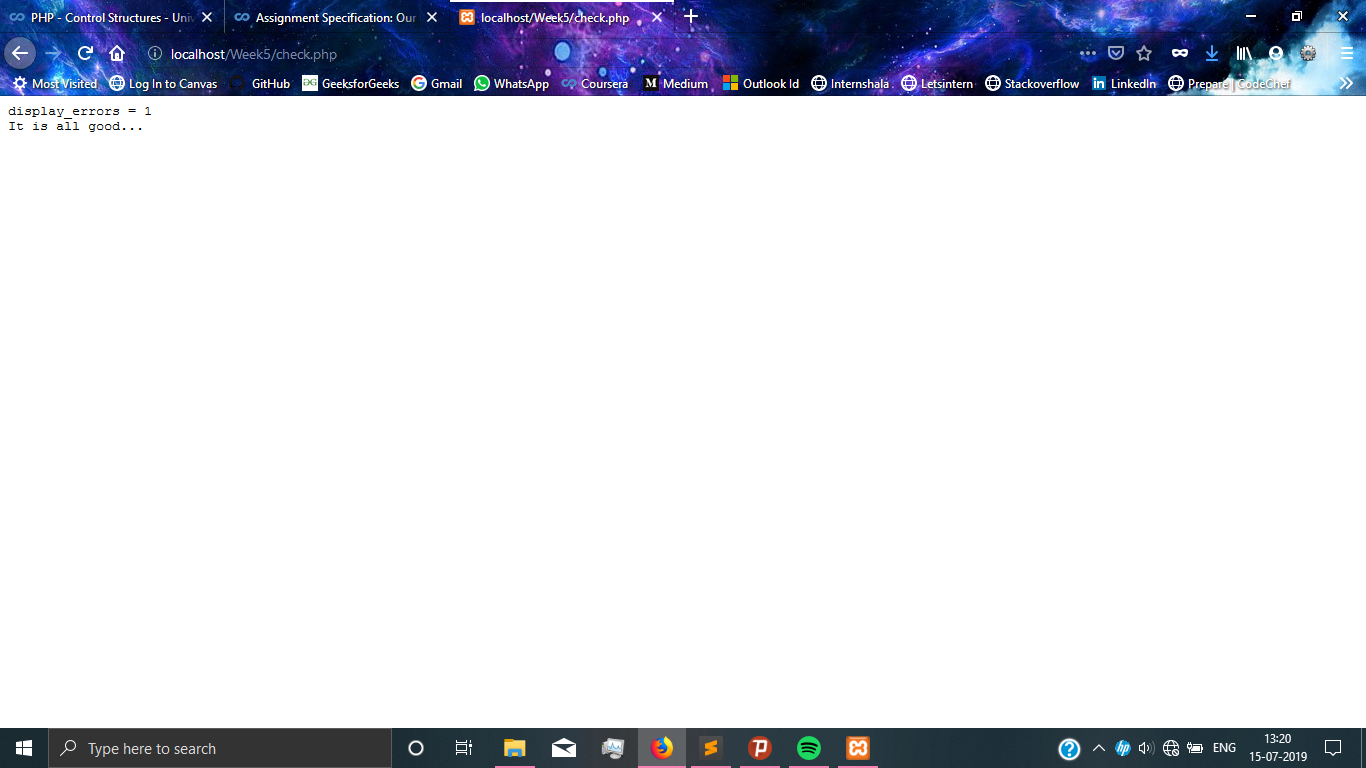 PHP - Control Structures - Univ
Assignment Specification: Our
localhost/Week5/check.php
localhost/Week5/check.php
Most Visited
Log In to Canvas
GitHub
GeeksforGeeks
Gmail
WhatsApp
Coursera
Medium
Outlook Id
Internshala
Letsintern
Stackoverflow
LinkedIn
Prepare | CodeChef
display_errors = 1
It is all good...
Type here to search
ENG
13:20
15-07-2019